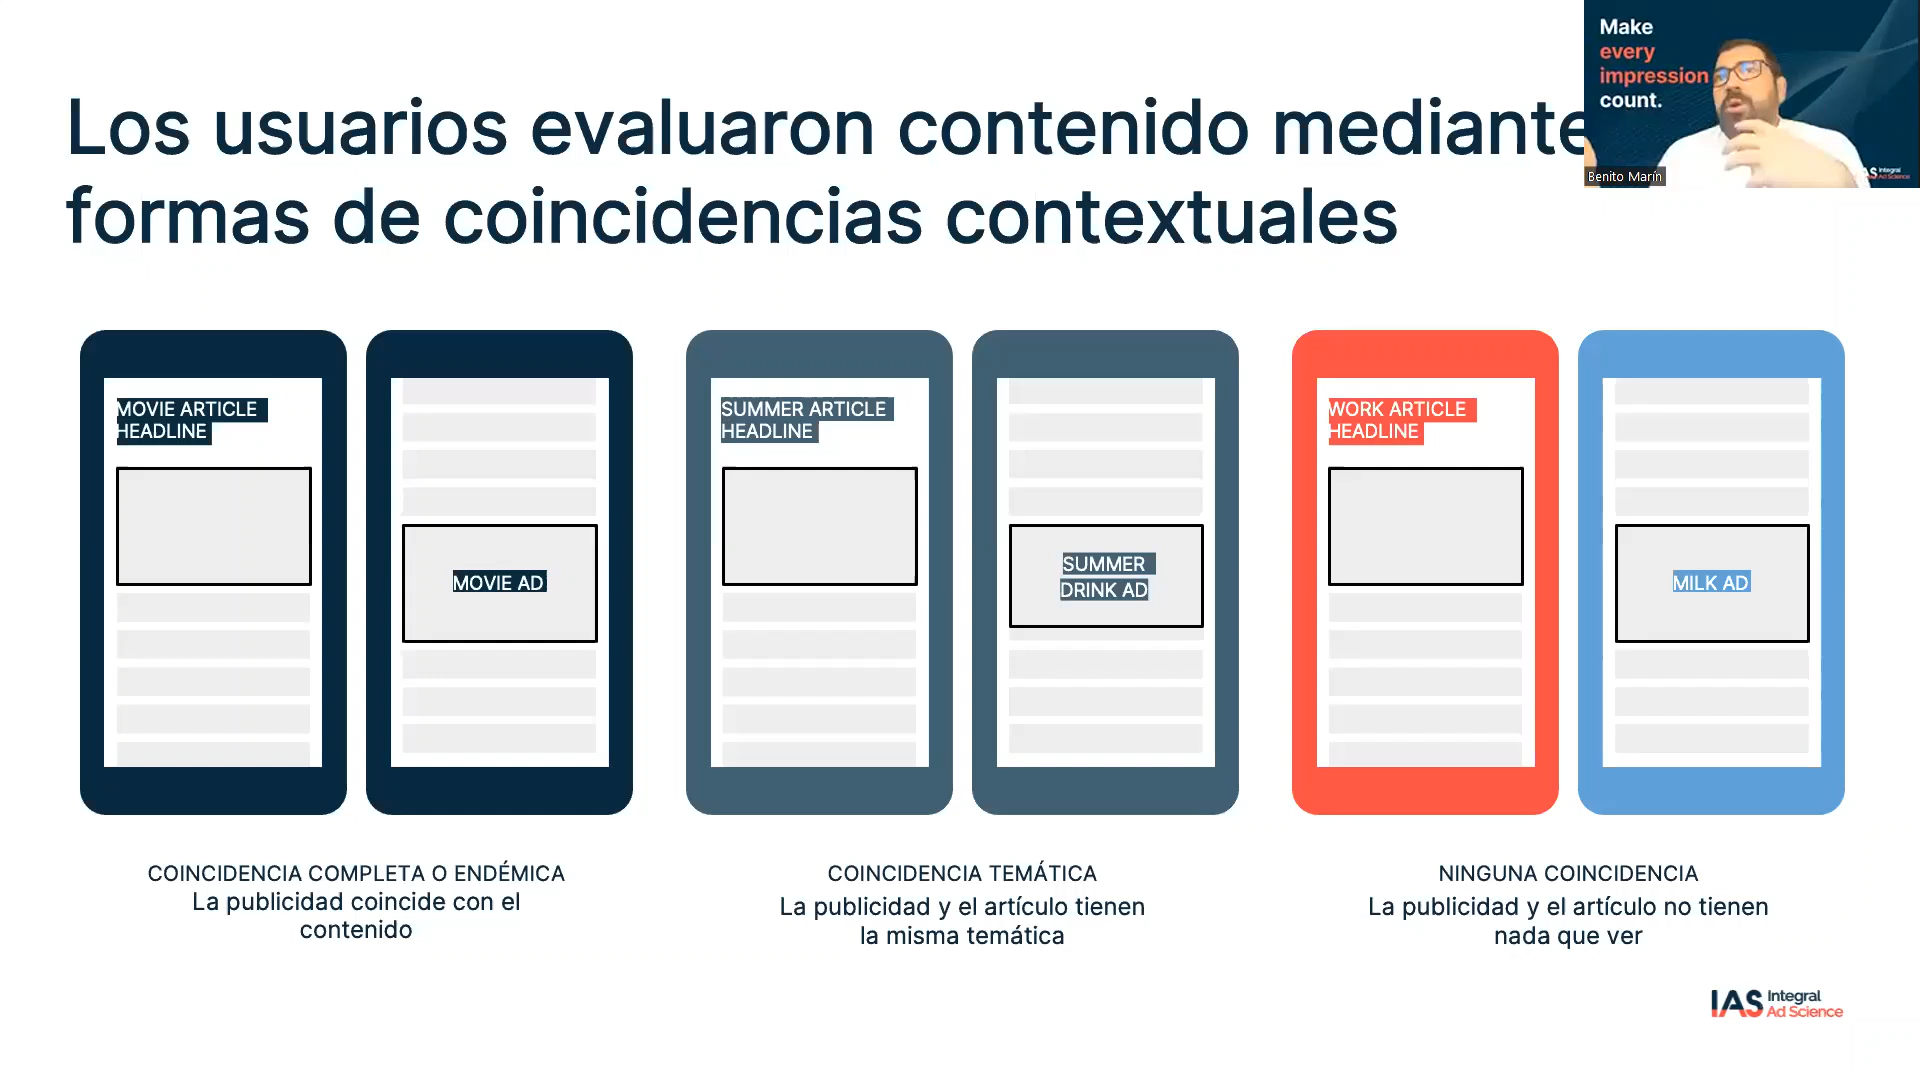 Make
every
impression
count.
Benito Marín
Los usuarios evaluaron contenido mediante
formas de coincidencias contextuales
MOVIE ARTICLE
HEADLINE
MOVIE AD
SUMMER ARTICLE
HEADLINE
SUMMER
DRINK AD
WORK ARTICLE
HEADLINE
MILK AD
COINCIDENCIA COMPLETA O ENDÉMICA
La publicidad coincide con el
contenido
COINCIDENCIA TEMÁTICA
La publicidad y el artículo tienen
la misma temática
NINGUNA COINCIDENCIA
La publicidad y el artículo no tienen
nada que ver
IAS Integral
Ad Science